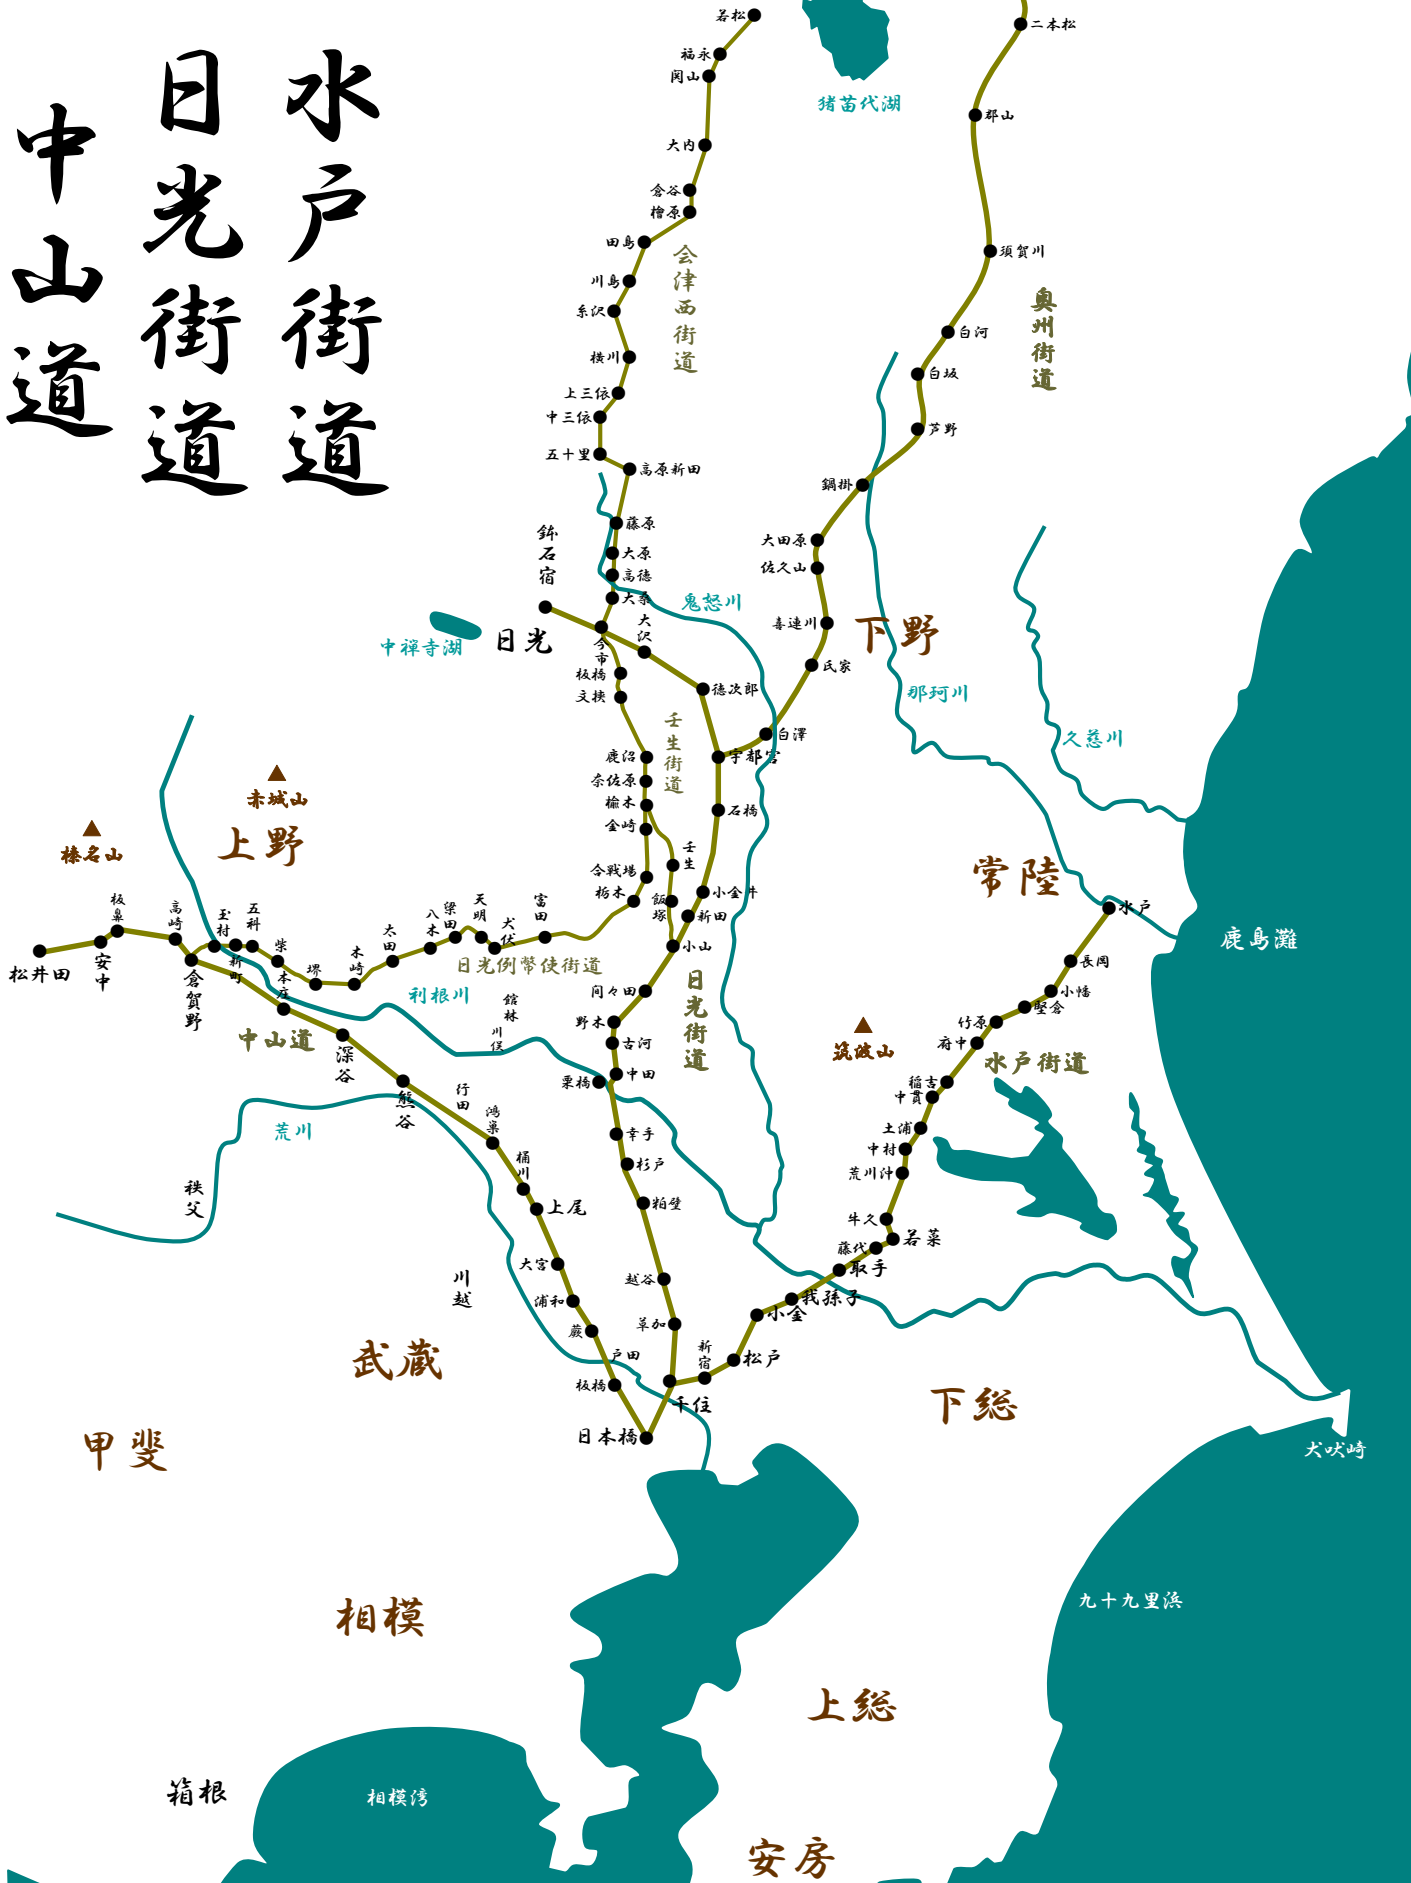 水戸街道
日光街道
中山道
若松
福永
関山
大内
倉谷
檜原
田島
川島
糸沢
横川
上三依
中三依
五十里
高原新田
藤原
大原
高徳
大桑
会津西街道
猪苗代湖
二本松
郡山
須賀川
白河
白坂
芦野
鍋掛
大田原
佐久山
喜連川
氏家
白澤
奥州街道
鉢石宿
日光
中禅寺湖
鬼怒川
今市
大沢
板橋
文挟
徳次郎
宇都宮
鹿沼
奈佐原
楡木
金崎
合戦場
栃木
壬生街道
壬生
飯塚
石橋
小金井
新田
小山
下野
那珂川
久慈川
赤城山
榛名山
上野
常陸
鹿島灘
松井田
安中
板鼻
高崎
倉賀野
玉村
五料
新町
柴
本庄
堺
木崎
太田
八木
梁田
天明
犬伏
富田
日光例幣使街道
利根川
館林
川俣
中山道
深谷
熊谷
行田
鴻巣
桶川
上尾
大宮
浦和
蕨
戸田
板橋
日本橋
日光街道
間々田
野木
古河
中田
栗橋
幸手
杉戸
粕壁
越谷
草加
千住
新宿
松戸
小金
我孫子
取手
藤代
若菜
牛久
荒川沖
中村
土浦
中貫
稲吉
府中
竹原
堅倉
小幡
長岡
水戸
水戸街道
筑波山
荒川
秩父
川越
武蔵
甲斐
相模
下総
上総
安房
犬吠崎
九十九里浜
箱根
相模湾